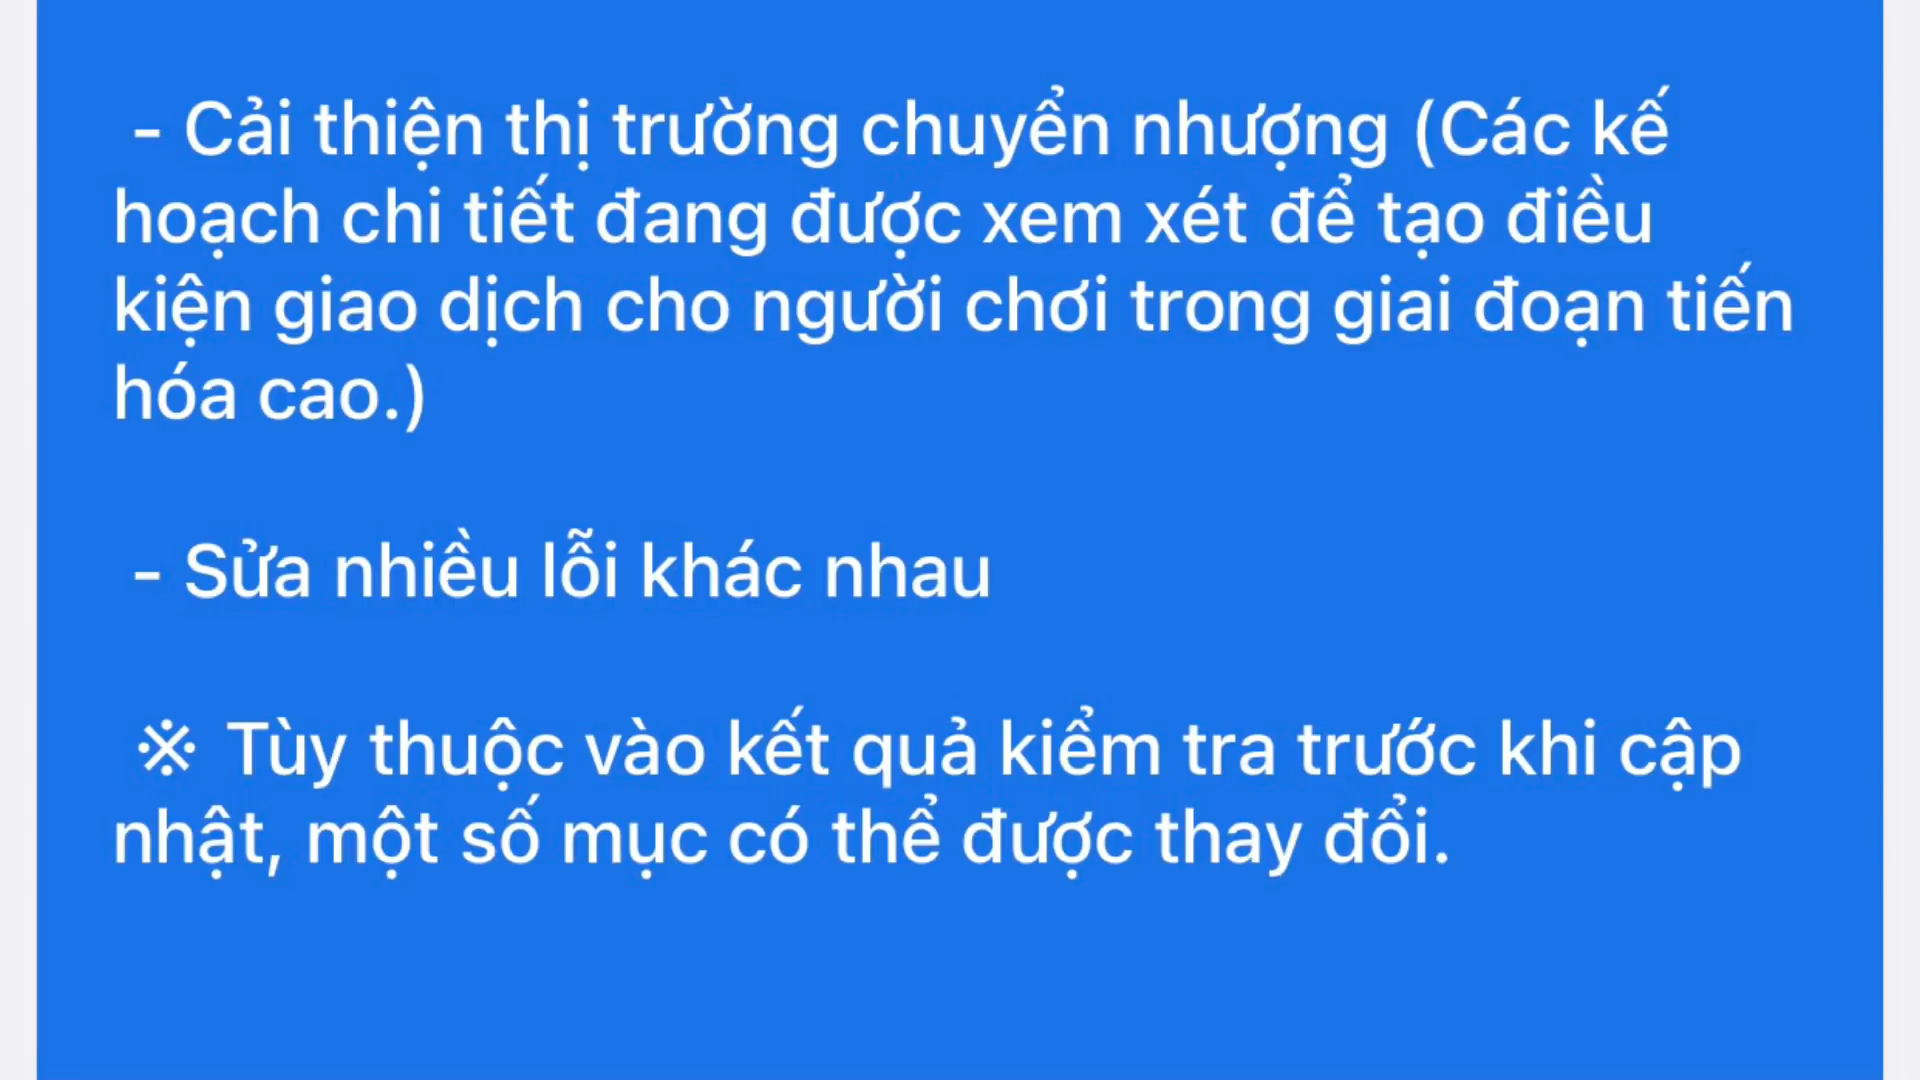 - Cải thiện thị trường chuyển nhượng (Các kế
hoạch chi tiết đang được xem xét để tạo điều
kiện giao dịch cho người chơi trong giai đoạn tiến
hóa cao.)
- Sửa nhiều lỗi khác nhau
※ Tùy thuộc vào kết quả kiểm tra trước khi cập
nhật, một số mục có thể được thay đổi.